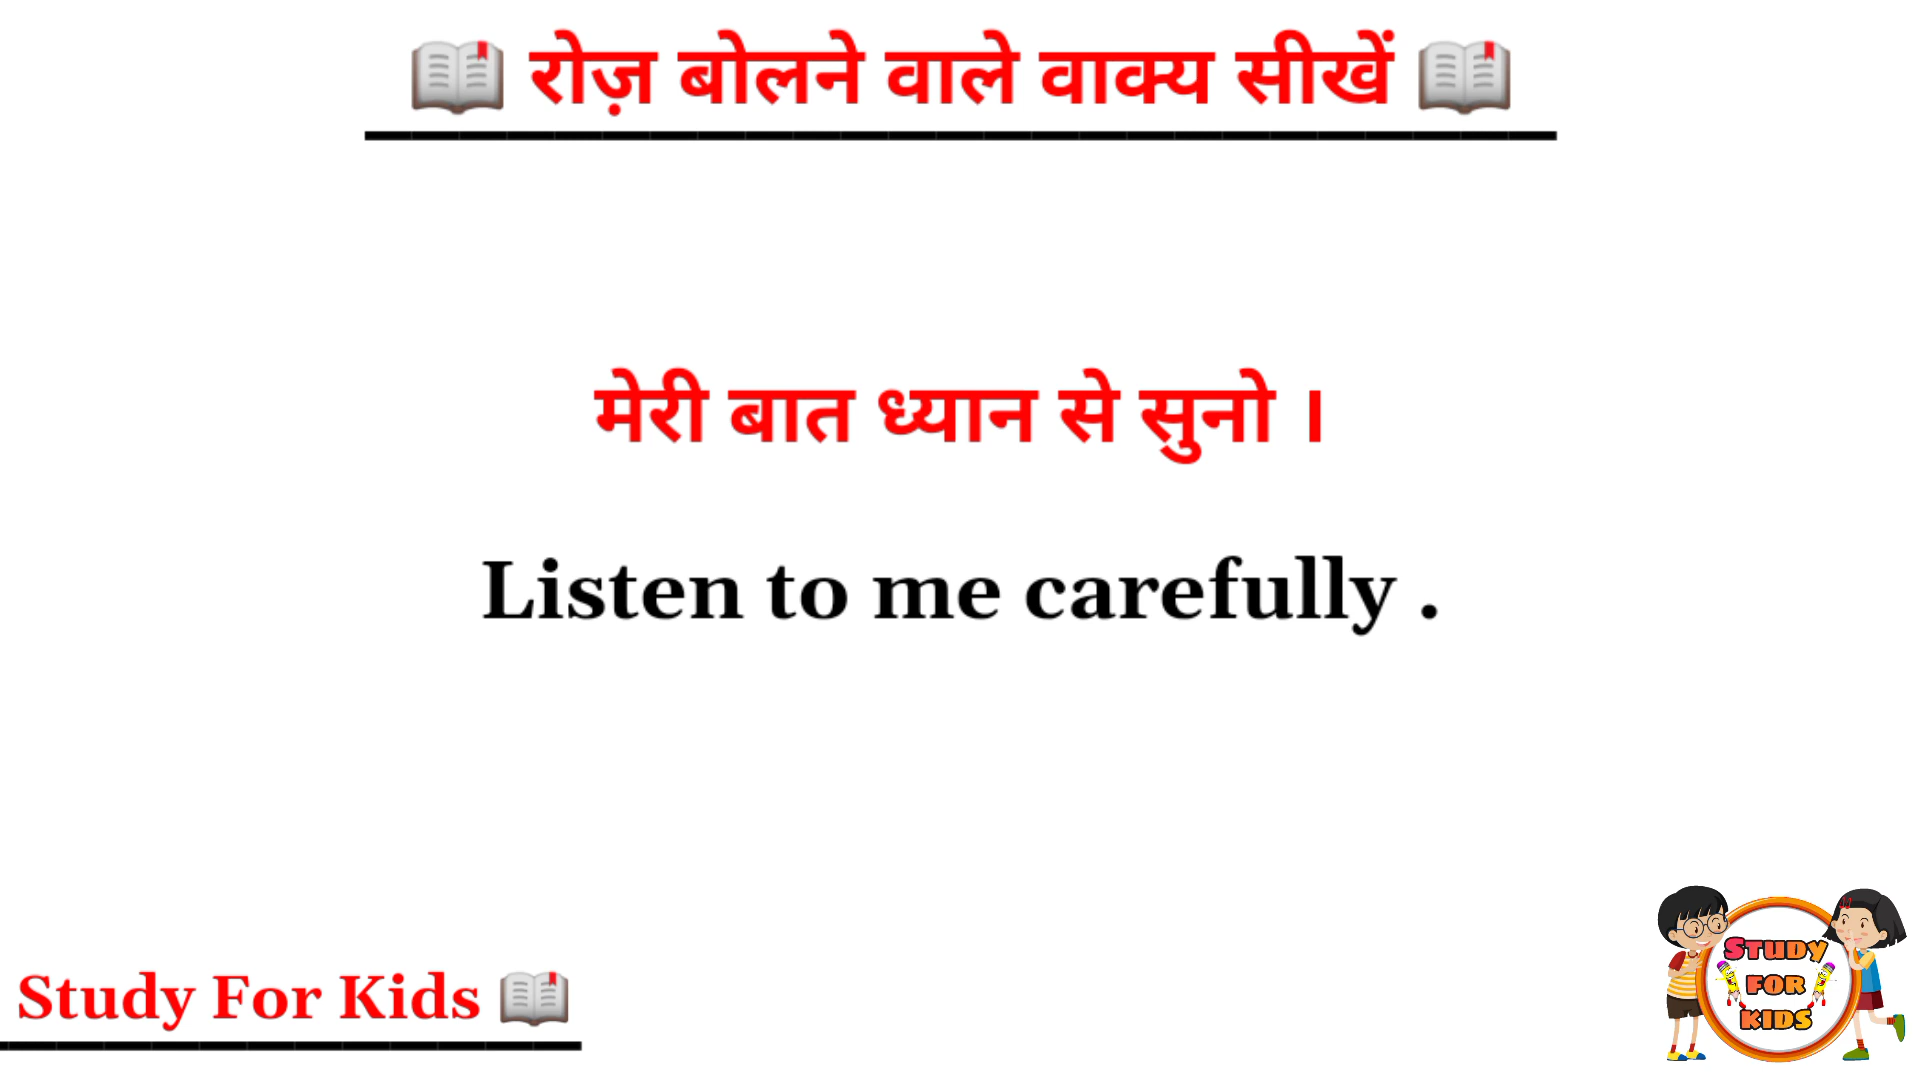 📖 रोज़ बोलने वाले वाक्य सीखें 📖
मेरी बात ध्यान से सुनो ।
Listen to me carefully .
Study For Kids 📖
STUDY
FOR
KIDS